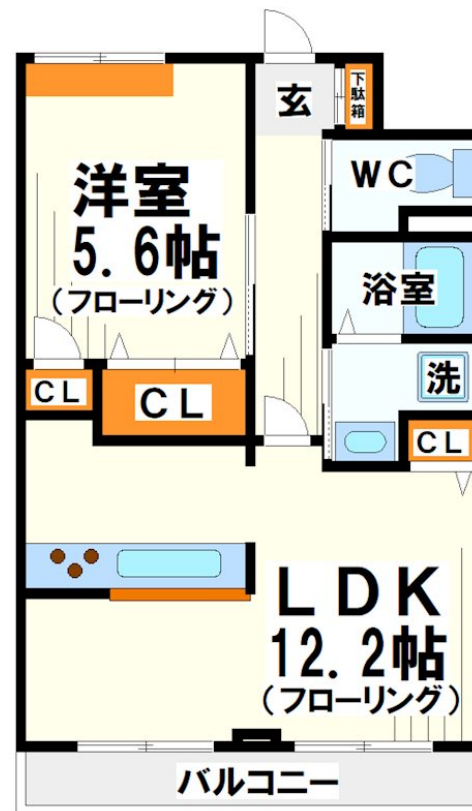 玄
下駄箱
WC
洋室
5.6帖
(フローリング)
浴室
洗
CL
CL
CL
LDK
12.2帖
(フローリング)
バルコニー